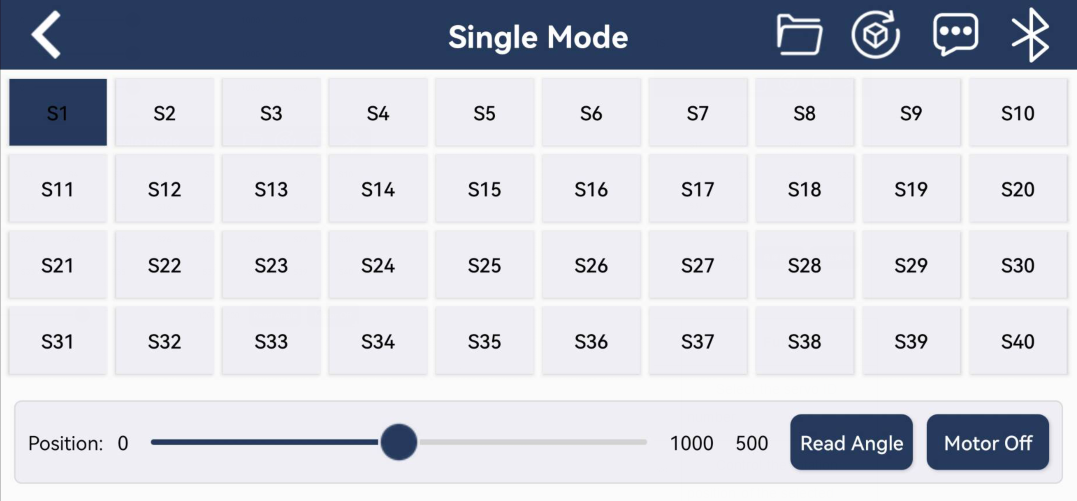 Single Mode
S1 S2 S3 S4 S5 S6 S7 S8 S9 S10
S11 S12 S13 S14 S15 S16 S17 S18 S19 S20
S21 S22 S23 S24 S25 S26 S27 S28 S29 S30
S31 S32 S33 S34 S35 S36 S37 S38 S39 S40
Position: 0 1000 500 Read Angle Motor Off